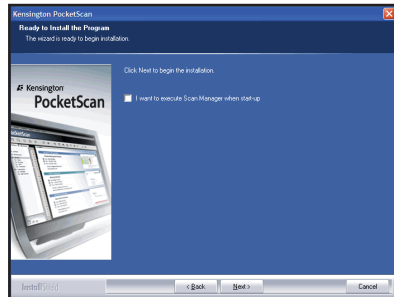 Kensington PocketScan
Ready to Install the Program
The wizard is ready to begin installation.
Click Next to begin the installation.
Kensington
PocketScan
I want to execute Scan Manager when start-up
InstallShield
< Back
Next >
Cancel